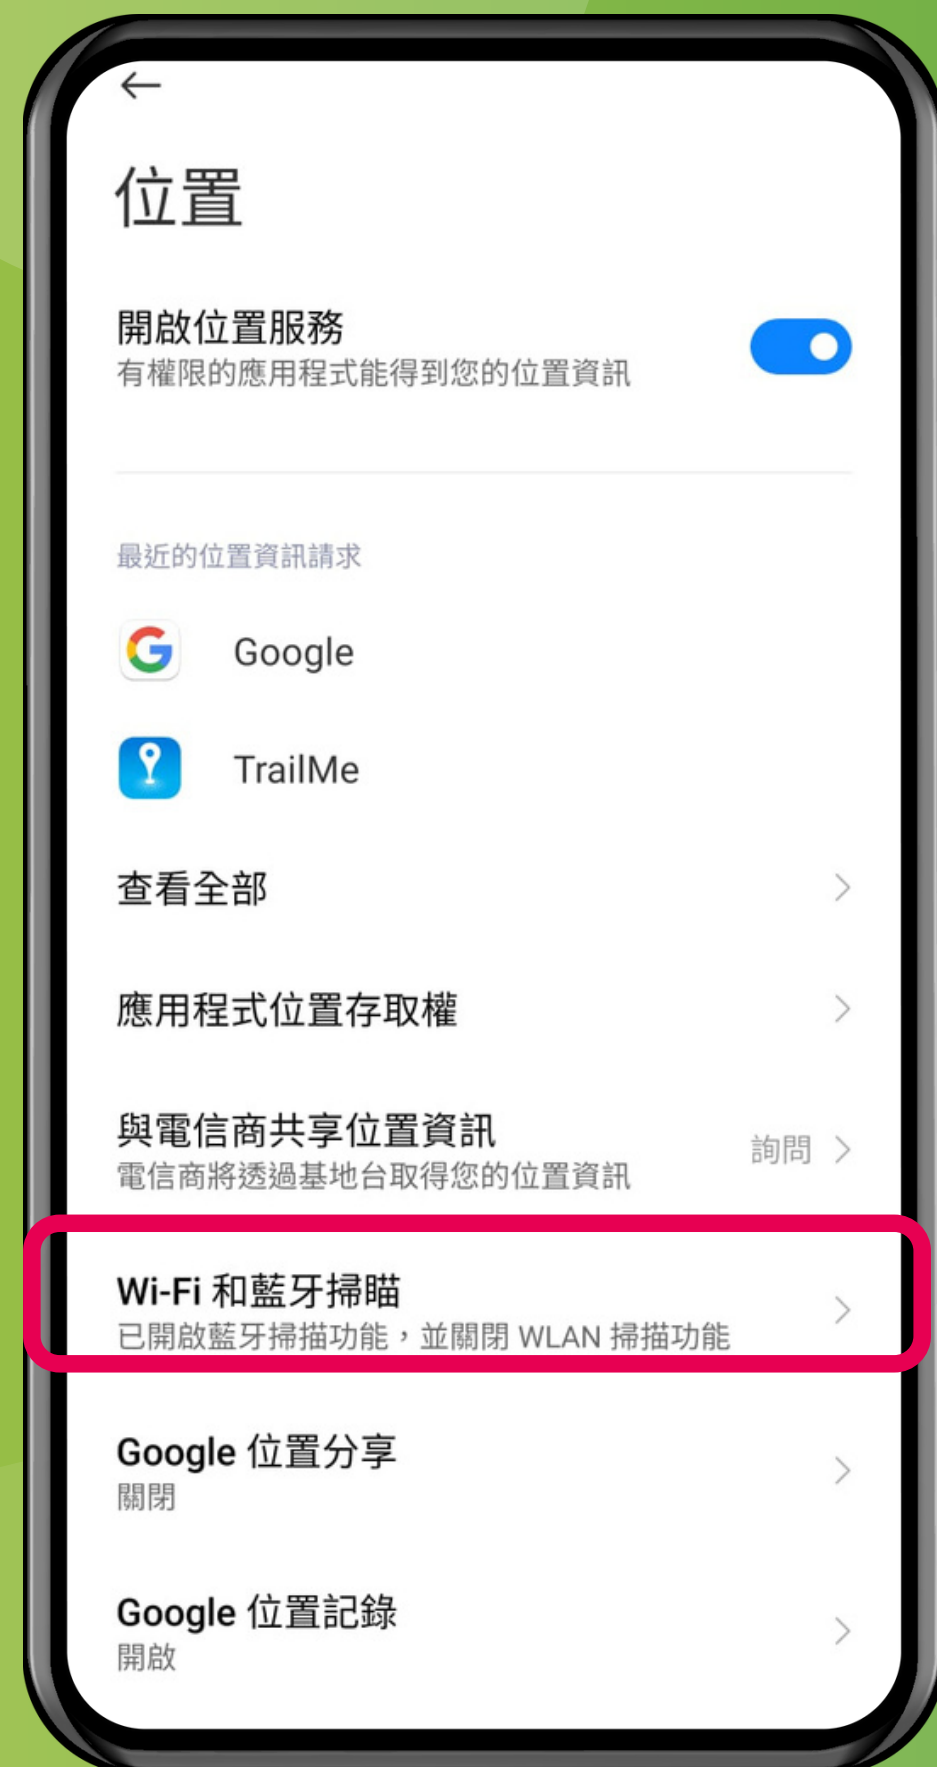 位置
開啟位置服務
有權限的應用程式能得到您的位置資訊
最近的位置資訊請求
Google
TrailMe
查看全部
應用程式位置存取權
與電信商共享位置資訊
電信商將透過基地台取得您的位置資訊
詢問
Wi-Fi 和藍牙掃瞄
已開啟藍牙掃描功能，並關閉 WLAN 掃描功能
Google 位置分享
關閉
Google 位置記錄
開啟